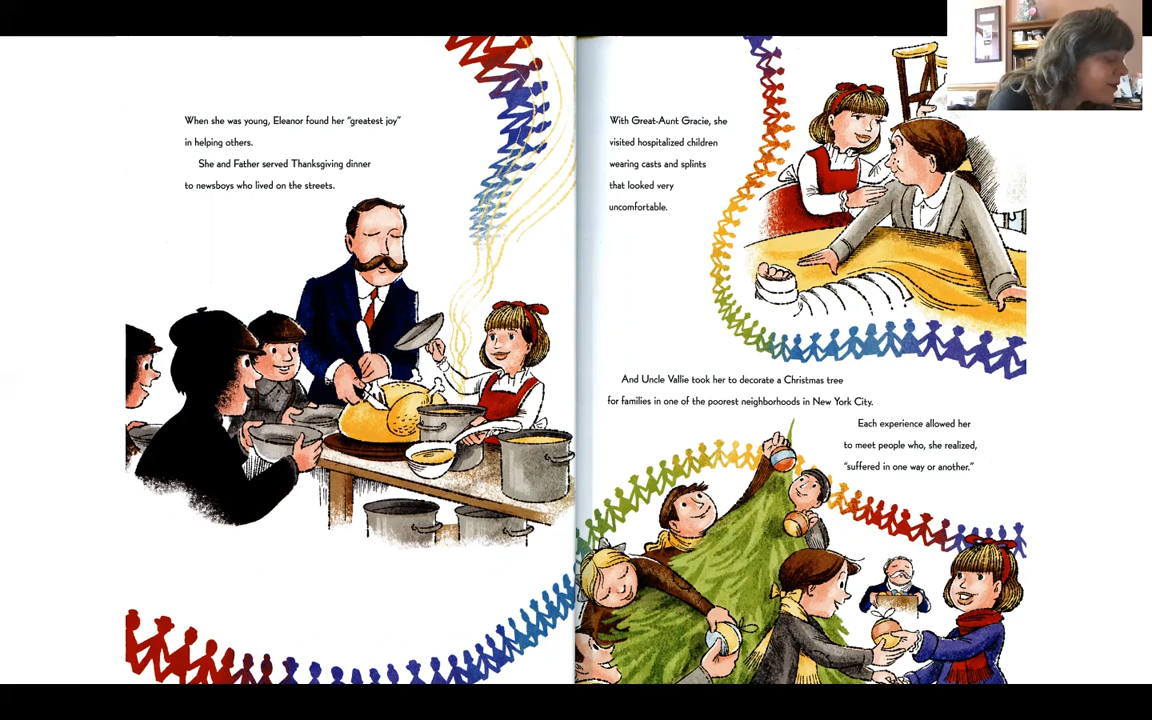 When she was young, Eleanor found her “greatest joy”
in helping others.
She and Father served Thanksgiving dinner
to newsboys who lived on the streets.
With Great-Aunt Gracie, she
visited hospitalized children
wearing casts and splints
that looked very
uncomfortable.
And Uncle Vallie took her to decorate a Christmas tree
for families in one of the poorest neighborhoods in New York City.
Each experience allowed her
to meet people who, she realized,
“suffered in one way or another.”